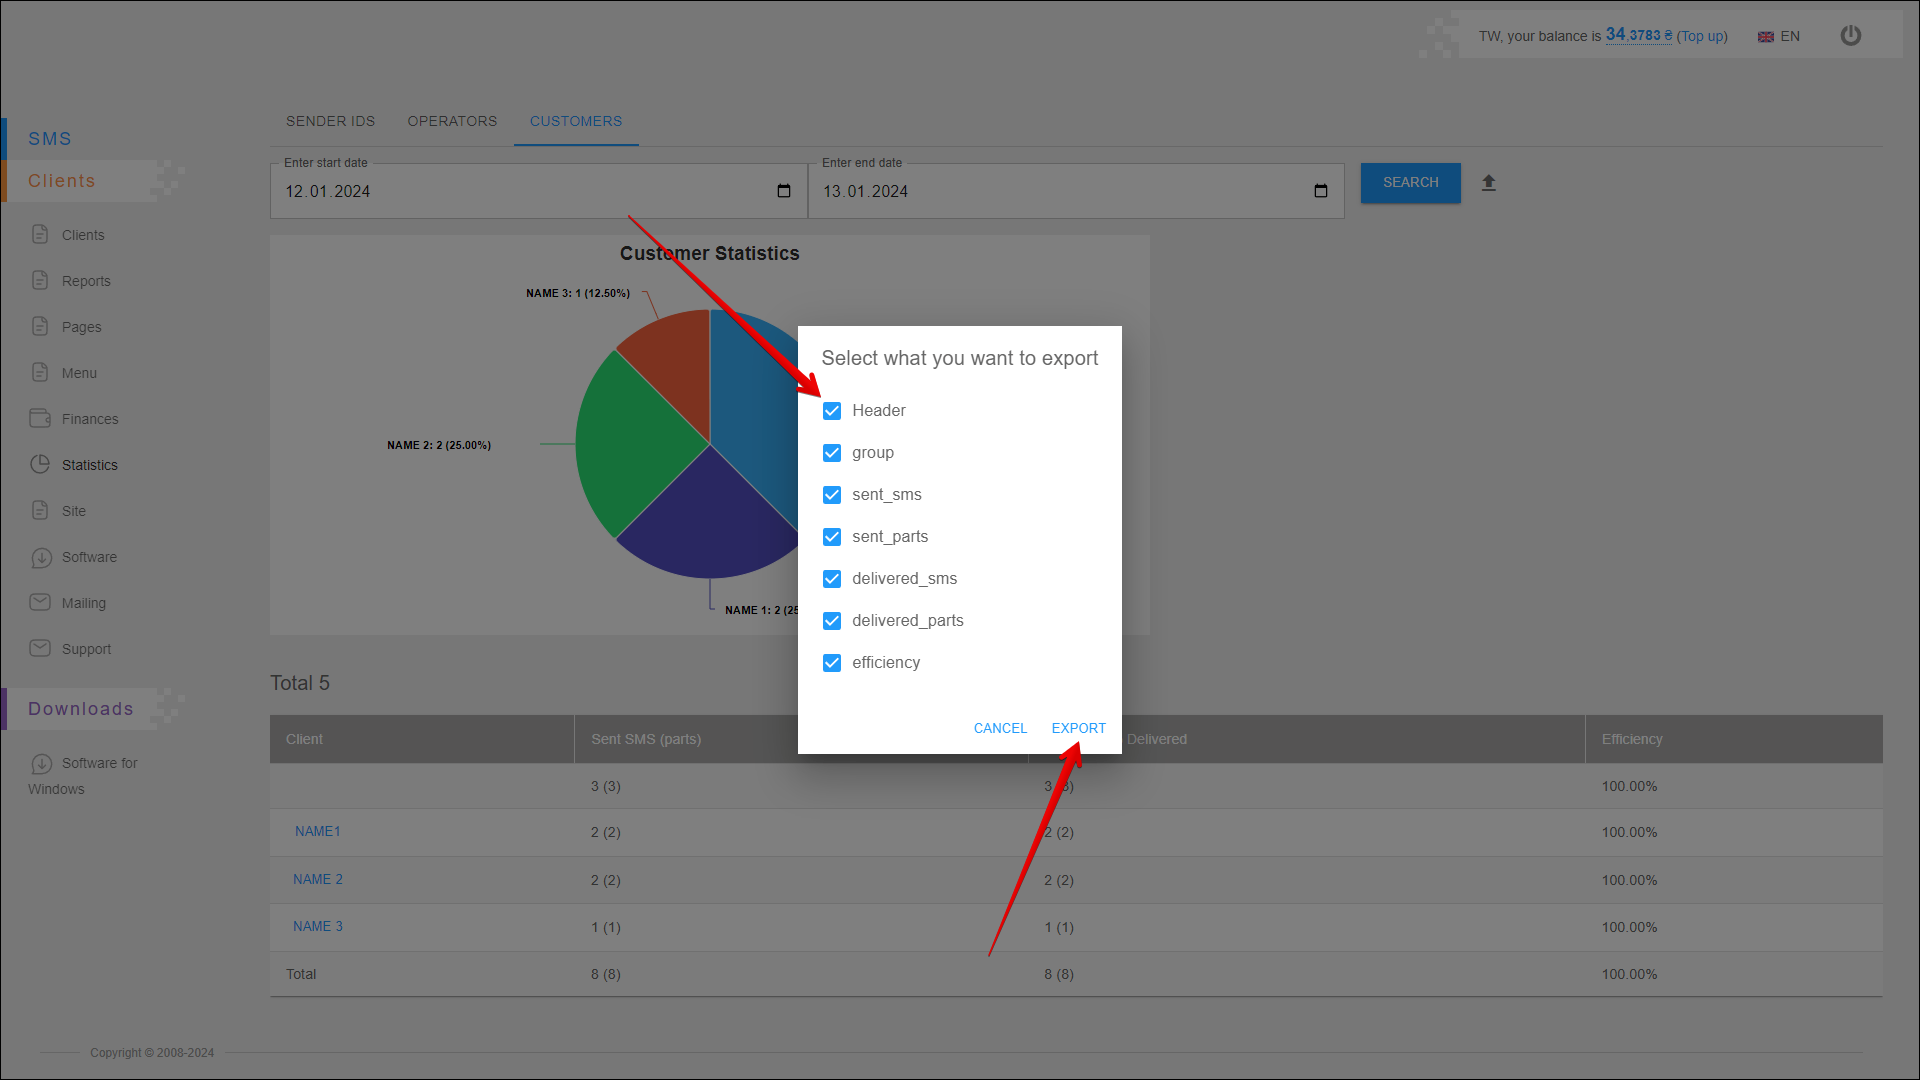 TW, your balance is 34,3783 ₴ (Top up) EN
SMS
Clients
Clients
Reports
Pages
Menu
Finances
Statistics
Site
Software
Mailing
Support
Downloads
Software for
Windows
SENDER IDS OPERATORS CUSTOMERS
Enter start date Enter end date
12.01.2024 13.01.2024 SEARCH
Customer Statistics
NAME 3: 1 (12.50%)
NAME 2: 2 (25.00%)
NAME 1: 2 (25
Select what you want to export
Header
group
sent_sms
sent_parts
delivered_sms
delivered_parts
efficiency
CANCEL EXPORT
Total 5
Client Sent SMS (parts) Delivered Efficiency
3 (3) 3 (3) 100.00%
NAME1 2 (2) 2 (2) 100.00%
NAME 2 2 (2) 2 (2) 100.00%
NAME 3 1 (1) 1 (1) 100.00%
Total 8 (8) 8 (8) 100.00%
Copyright © 2008-2024